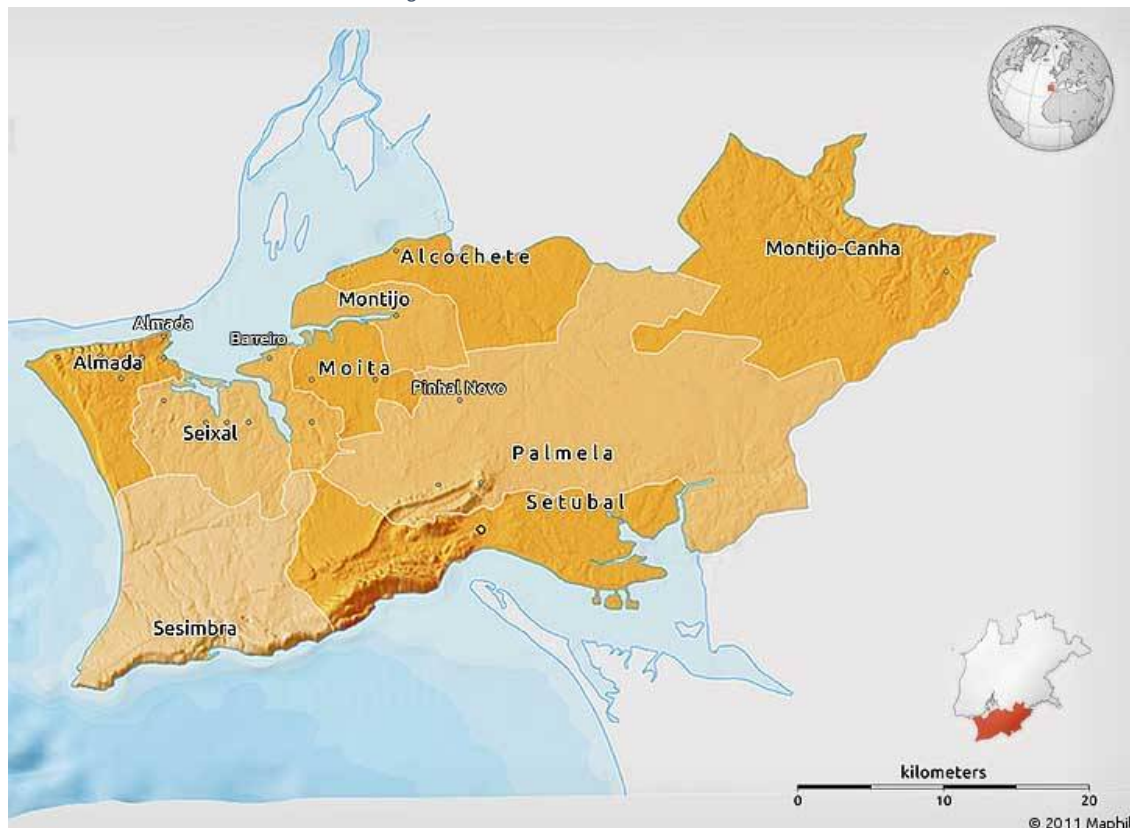 Alcochete
Montijo-Canha
Montijo
Almada
Barreiro
Almada
Moita
Pinhal Novo
Seixal
Palmela
Setubal
Sesimbra
kilometers
0 10 20
© 2011 Maphil